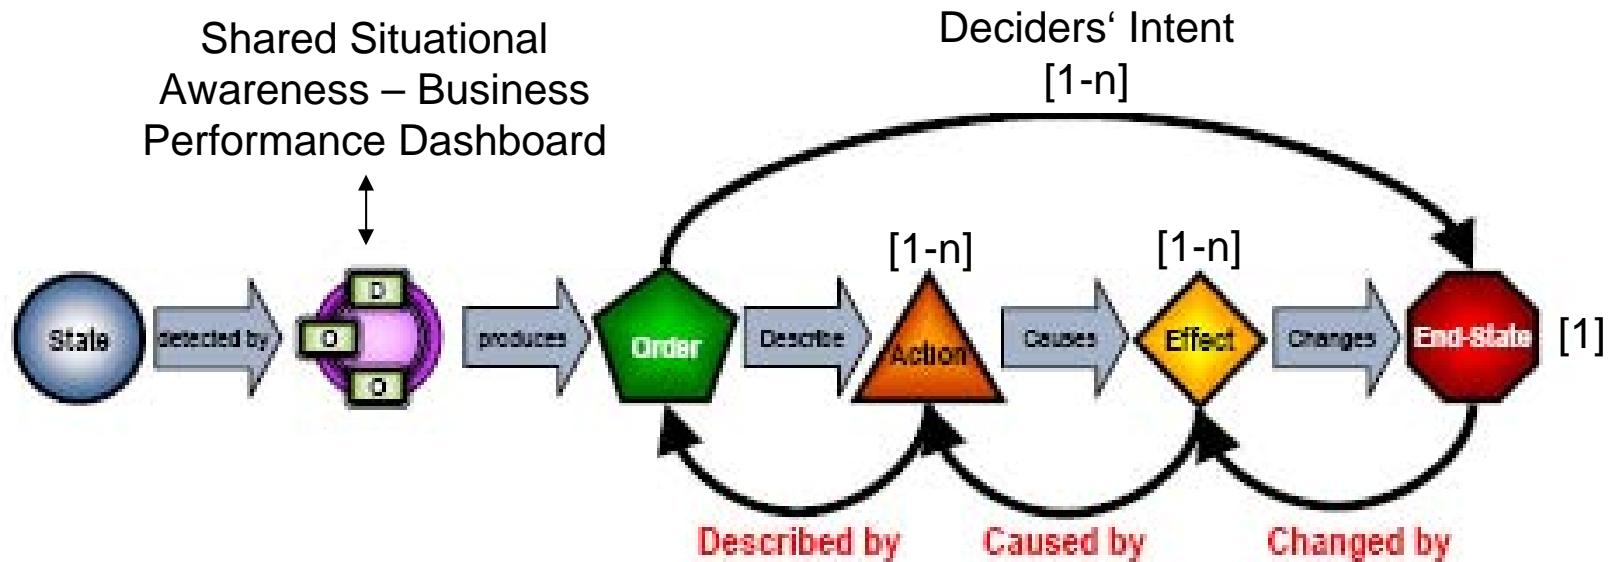 Shared Situational
Awareness – Business
Performance Dashboard
Deciders‘ Intent
[1-n]
[1-n]
[1-n]
State
detected by
D
O
O
produces
Order
Describe
Action
Causes
Effect
Changes
End-State
[1]
Described by
Caused by
Changed by